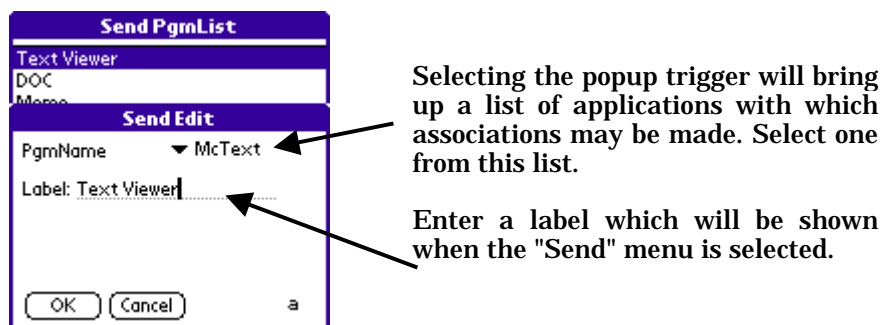 Send PgmList
Text Viewer
DOC
Memo
Send Edit
PgmName McText
Label: Text Viewer
OK Cancel a
Selecting the popup trigger will bring
up a list of applications with which
associations may be made. Select one
from this list.
Enter a label which will be shown
when the "Send" menu is selected.